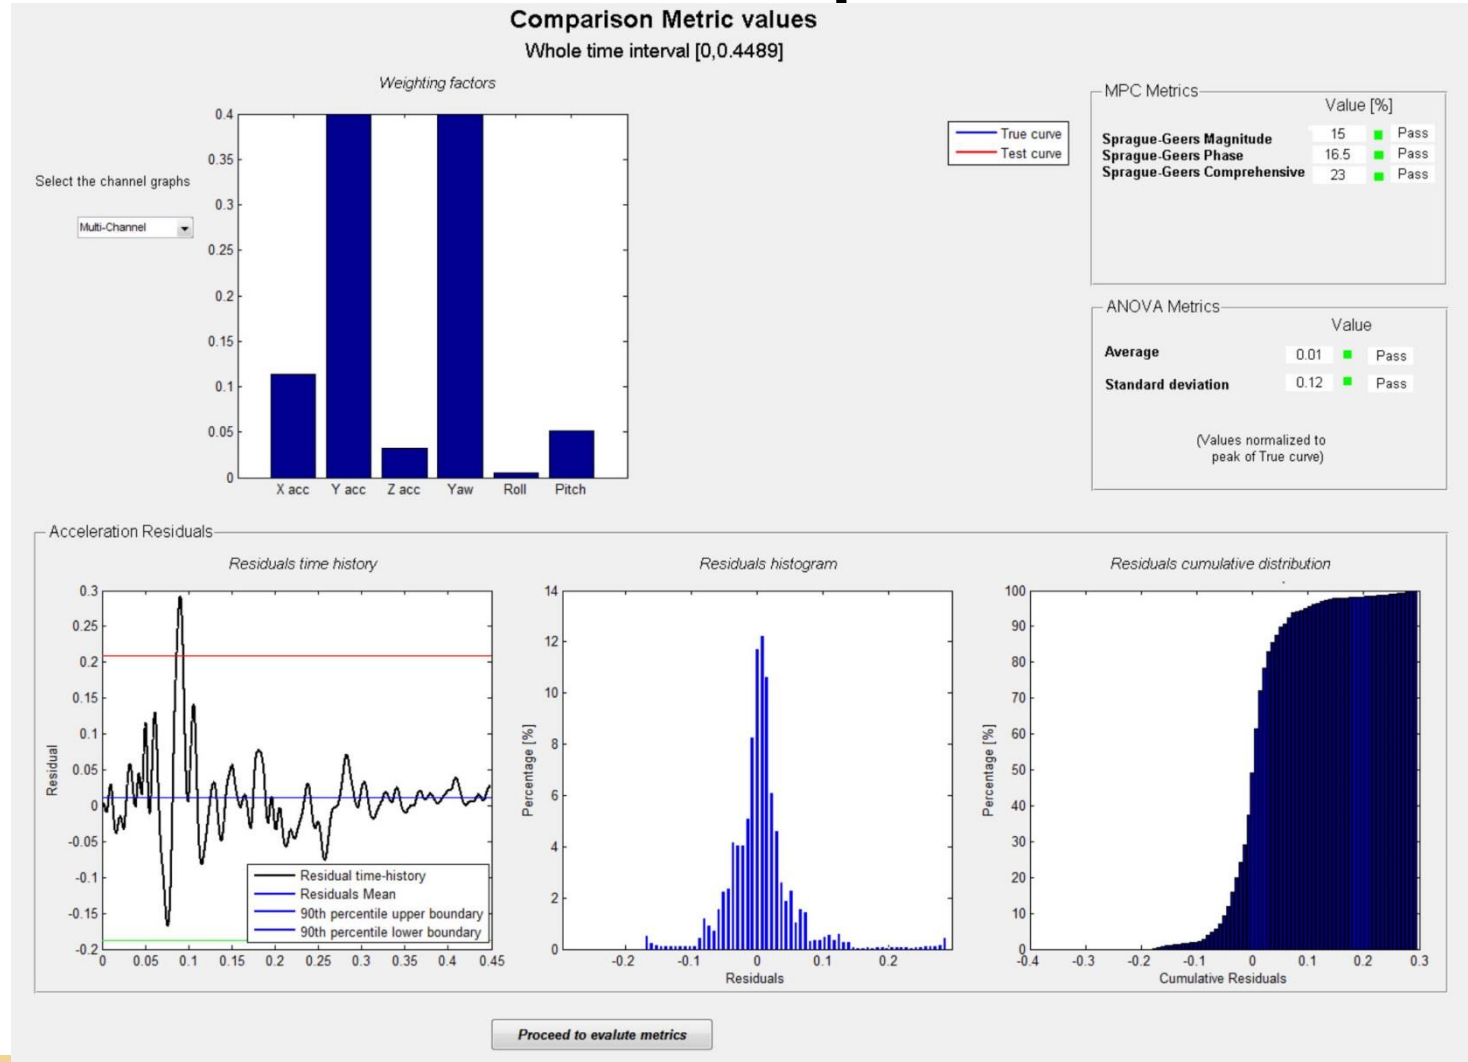 Comparison Metric values
Whole time interval [0,0.4489]
Weighting factors
Select the channel graphs
Multi-Channel
0.4
0.35
0.3
0.25
0.2
0.15
0.1
0.05
0
X acc Y acc Z acc Yaw Roll Pitch
True curve
Test curve
MPC Metrics
Value [%]
Sprague-Geers Magnitude 15 Pass
Sprague-Geers Phase 16.5 Pass
Sprague-Geers Comprehensive 23 Pass
ANOVA Metrics
Value
Average 0.01 Pass
Standard deviation 0.12 Pass
(Values normalized to
peak of True curve)
Acceleration Residuals
Residuals time history
0.3
0.25
0.2
0.15
0.1
0.05
0
-0.05
-0.1
-0.15
-0.2
Residual
0 0.05 0.1 0.15 0.2 0.25 0.3 0.35 0.4 0.45
Residual time-history
Residuals Mean
90th percentile upper boundary
90th percentile lower boundary
Residuals histogram
14
12
10
8
6
4
2
0
Percentage [%]
-0.2 -0.1 0 0.1 0.2
Residuals
Residuals cumulative distribution
100
90
80
70
60
50
40
30
20
10
0
Percentage [%]
-0.4 -0.3 -0.2 -0.1 0 0.1 0.2 0.3
Cumulative Residuals
Proceed to evalute metrics